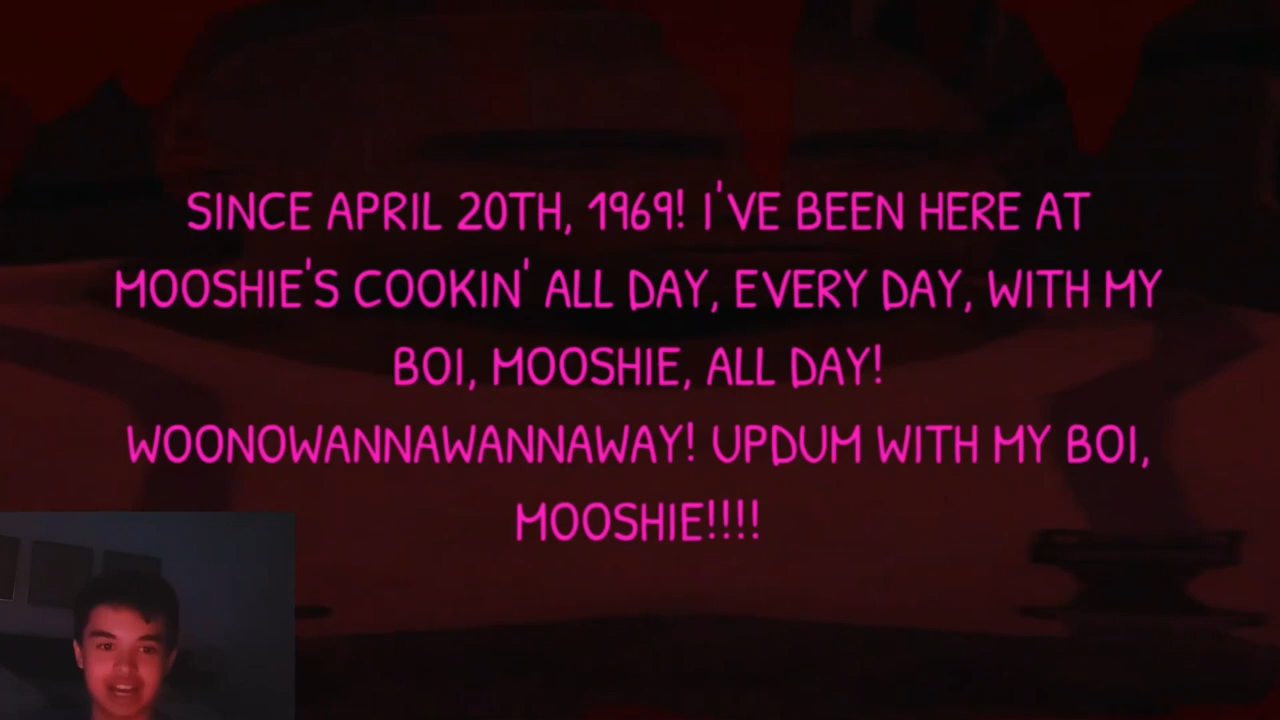 SINCE APRIL 20TH, 1969! I'VE BEEN HERE AT
MOOSHIE'S COOKIN' ALL DAY, EVERY DAY, WITH MY
BOI, MOOSHIE, ALL DAY!
WOONOWANNAWANNAWAY! UPDUM WITH MY BOI,
MOOSHIE!!!!